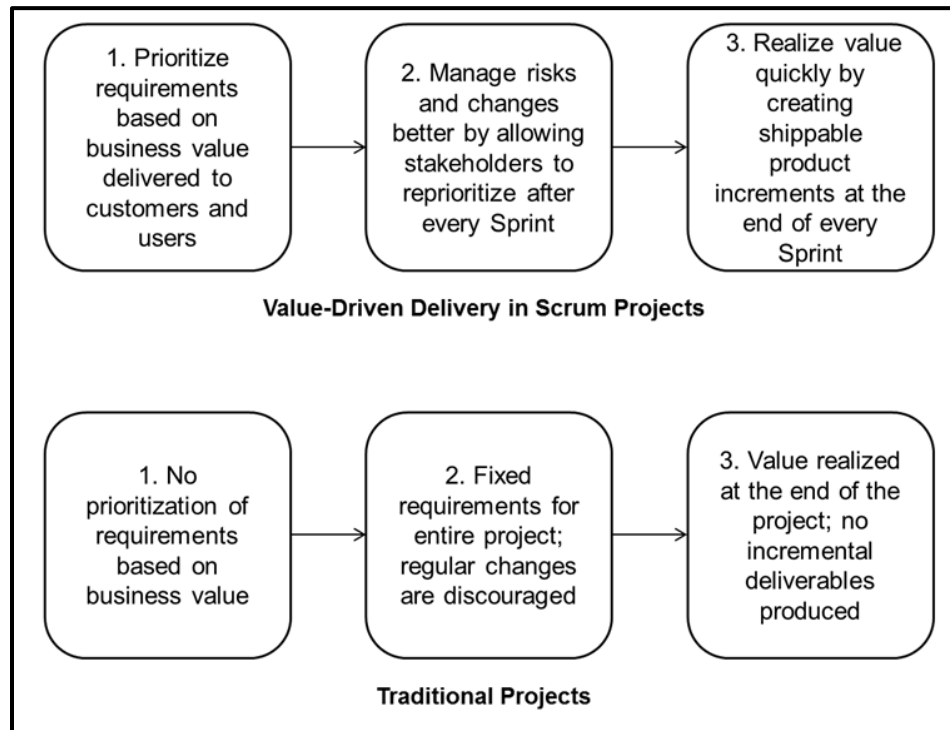 1. Prioritize
requirements
based on
business value
delivered to
customers and
users
2. Manage risks
and changes
better by allowing
stakeholders to
reprioritize after
every Sprint
3. Realize value
quickly by
creating
shippable
product
increments at the
end of every
Sprint
Value-Driven Delivery in Scrum Projects
1. No
prioritization of
requirements
based on
business value
2. Fixed
requirements for
entire project;
regular changes
are discouraged
3. Value realized
at the end of the
project; no
incremental
deliverables
produced
Traditional Projects